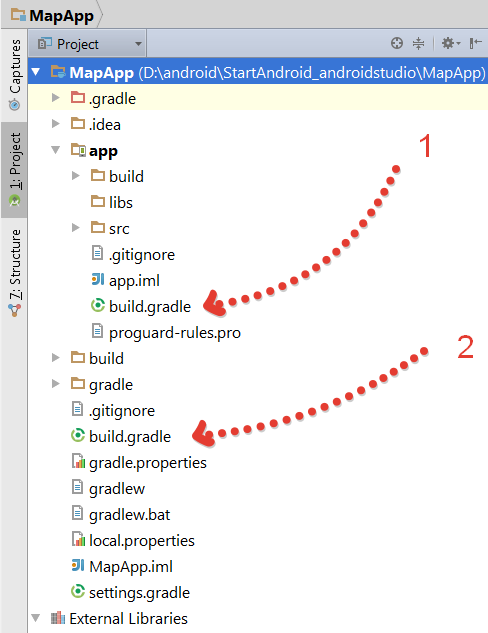 MapApp
Project
MapApp (D:\android\StartAndroid_androidstudio\MapApp)
.gradle
.idea
app
build
libs
src
.gitignore
app.iml
build.gradle
proguard-rules.pro
build
gradle
.gitignore
build.gradle
gradle.properties
gradlew
gradlew.bat
local.properties
MapApp.iml
settings.gradle
External Libraries
Captures
1: Project
7: Structure
1
2